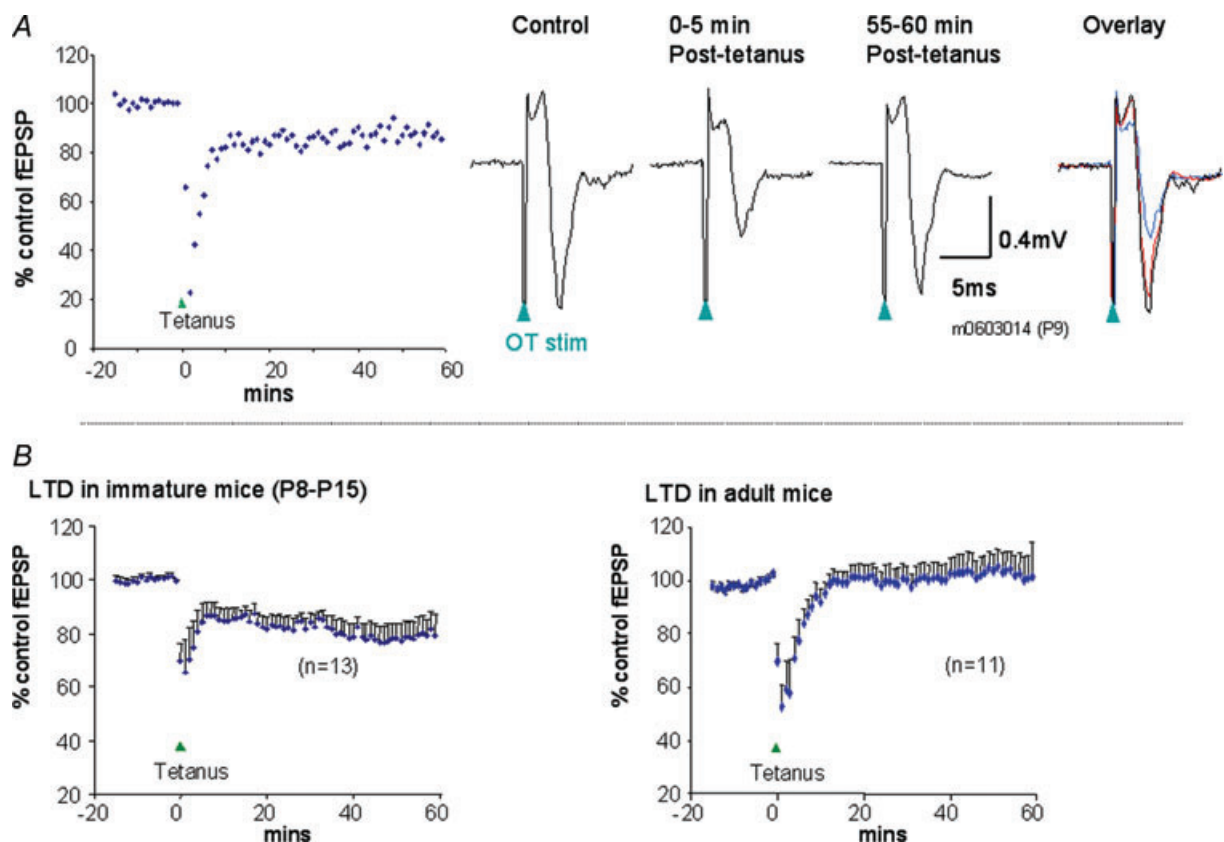 A
Control
0-5 min
Post-tetanus
55-60 min
Post-tetanus
Overlay
% control fEPSP
120
100
80
60
40
20
0
-20
0
20
40
60
mins
Tetanus
OT stim
0.4mV
5ms
m0603014 (P9)
B
LTD in immature mice (P8-P15)
% control fEPSP
120
100
80
60
40
20
-20
0
20
40
60
mins
(n=13)
Tetanus
LTD in adult mice
% control fEPSP
120
100
80
60
40
20
-20
0
20
40
60
mins
(n=11)
Tetanus